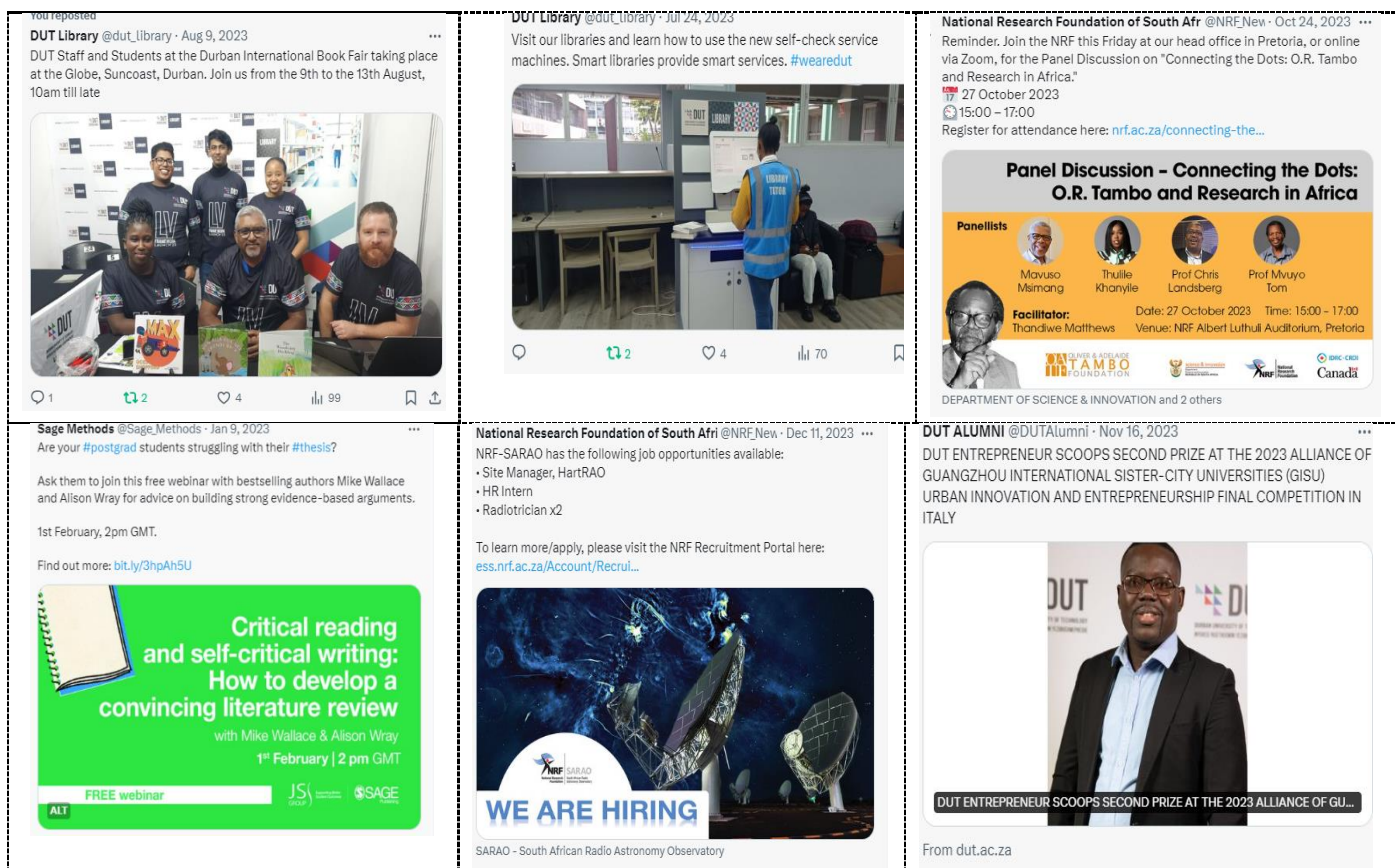 You reposted
DUT Library @dut_library · Aug 9, 2023
DUT Staff and Students at the Durban International Book Fair taking place
at the Globe, Suncoast, Durban. Join us from the 9th to the 13th August,
10am till late
DUT
MAX
1 2 4 99
DUT Library @dut_library · Jul 24, 2023
Visit our libraries and learn how to use the new self-check service
machines. Smart libraries provide smart services. #wearedut
DUT LIBRARY
LIBRARY
TUTOR
2 4 70
National Research Foundation of South Afr @NRF_New · Oct 24, 2023
Reminder. Join the NRF this Friday at our head office in Pretoria, or online
via Zoom, for the Panel Discussion on "Connecting the Dots: O.R. Tambo
and Research in Africa."
27 October 2023
15:00 – 17:00
Register for attendance here: nrf.ac.za/connecting-the...
Panel Discussion – Connecting the Dots:
O.R. Tambo and Research in Africa
Panellists
Mavuso
Msimang
Thulile
Khanyile
Prof Chris
Landsberg
Prof Mvuyo
Tom
Facilitator:
Thandiwe Matthews
Date: 27 October 2023 Time: 15:00 – 17:00
Venue: NRF Albert Luthuli Auditorium, Pretoria
OLIVER & ADELAIDE
TAMBO
FOUNDATION
NRF
IDRC · CRDI
Canada
DEPARTMENT OF SCIENCE & INNOVATION and 2 others
Sage Methods @Sage_Methods · Jan 9, 2023
Are your #postgrad students struggling with their #thesis?
Ask them to join this free webinar with bestselling authors Mike Wallace
and Alison Wray for advice on building strong evidence-based arguments.
1st February, 2pm GMT.
Find out more: bit.ly/3hpAh5U
Critical reading
and self-critical writing:
How to develop a
convincing literature review
with Mike Wallace & Alison Wray
1st February | 2 pm GMT
FREE webinar
JS
GROUP
SAGE
Publishing
ALT
National Research Foundation of South Afri @NRF_New · Dec 11, 2023
NRF-SARAO has the following job opportunities available:
• Site Manager, HartRAO
• HR Intern
• Radiotrician x2
To learn more/apply, please visit the NRF Recruitment Portal here:
ess.nrf.ac.za/Account/Recrui...
NRF SARAO
WE ARE HIRING
SARAO - South African Radio Astronomy Observatory
DUT ALUMNI @DUTAlumni · Nov 16, 2023
DUT ENTREPRENEUR SCOOPS SECOND PRIZE AT THE 2023 ALLIANCE OF
GUANGZHOU INTERNATIONAL SISTER-CITY UNIVERSITIES (GISU)
URBAN INNOVATION AND ENTREPRENEURSHIP FINAL COMPETITION IN
ITALY
DUT
DUT ENTREPRENEUR SCOOPS SECOND PRIZE AT THE 2023 ALLIANCE OF GU...
From dut.ac.za